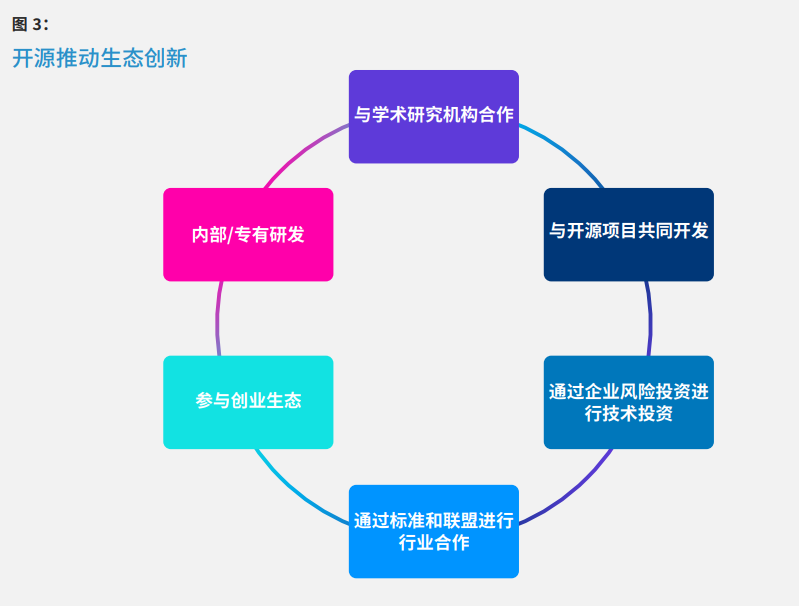 图 3：
开源推动生态创新
与学术研究机构合作
与开源项目共同开发
通过企业风险投资进
行技术投资
通过标准和联盟进行
行业合作
参与创业生态
内部/专有研发